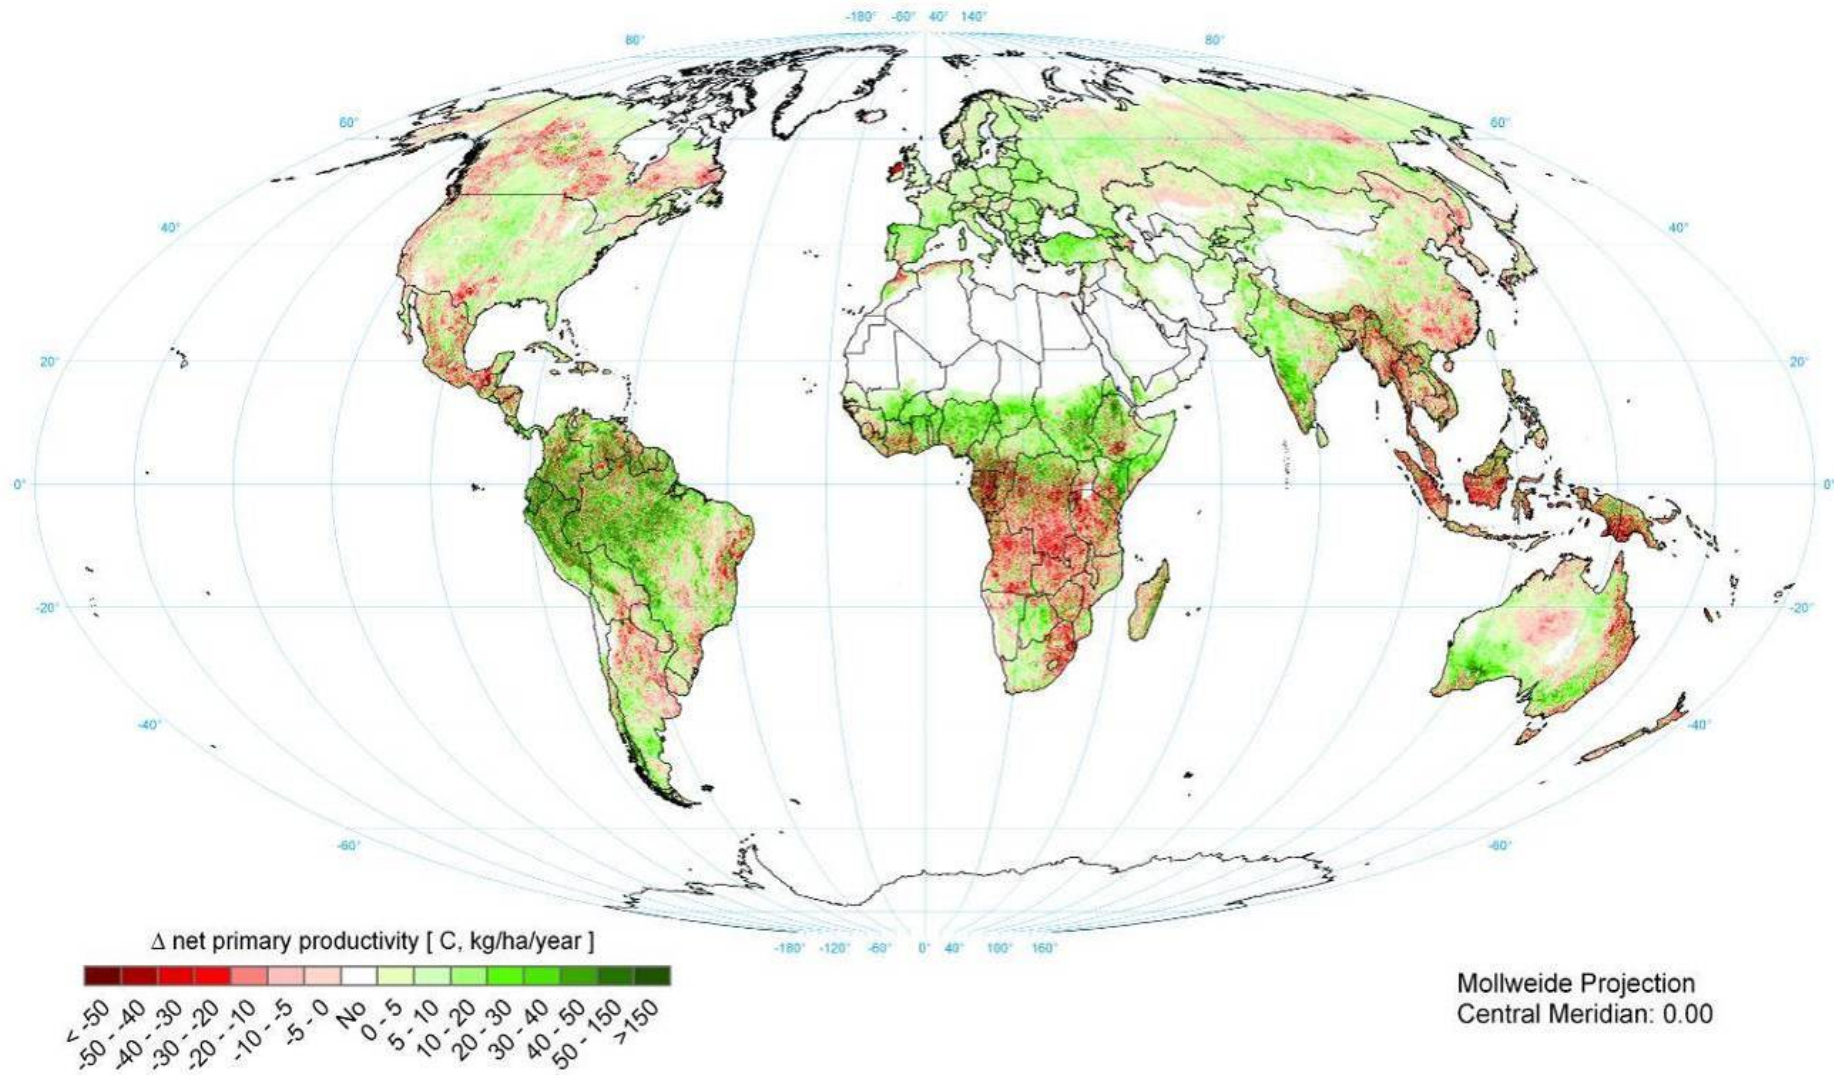 -180° -60° 40° 140°
80° 80°
60° 60°
40° 40°
20° 20°
0° 0°
-20° -20°
-40° -40°
-60° -60°
-180° -120° -60° 0° 40° 100° 160°
Δ net primary productivity [ C, kg/ha/year ]
< -50
-50 - -40
-40 - -30
-30 - -20
-20 - -10
-10 - -5
-5 - 0
No
0 - 5
5 - 10
10 - 20
20 - 30
30 - 40
40 - 50
50 - 150
>150
Mollweide Projection
Central Meridian: 0.00